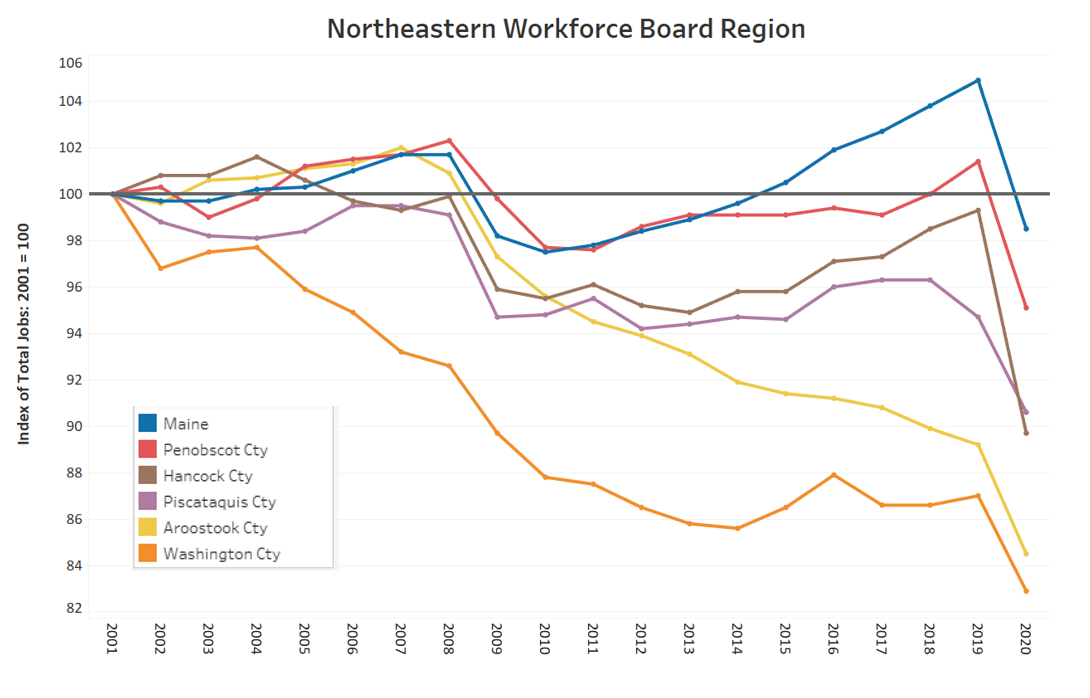 Northeastern Workforce Board Region
Index of Total Jobs: 2001 = 100
106
104
102
100
98
96
94
92
90
88
86
84
82
Maine
Penobscot Cty
Hancock Cty
Piscataquis Cty
Aroostook Cty
Washington Cty
2001 2002 2003 2004 2005 2006 2007 2008 2009 2010 2011 2012 2013 2014 2015 2016 2017 2018 2019 2020